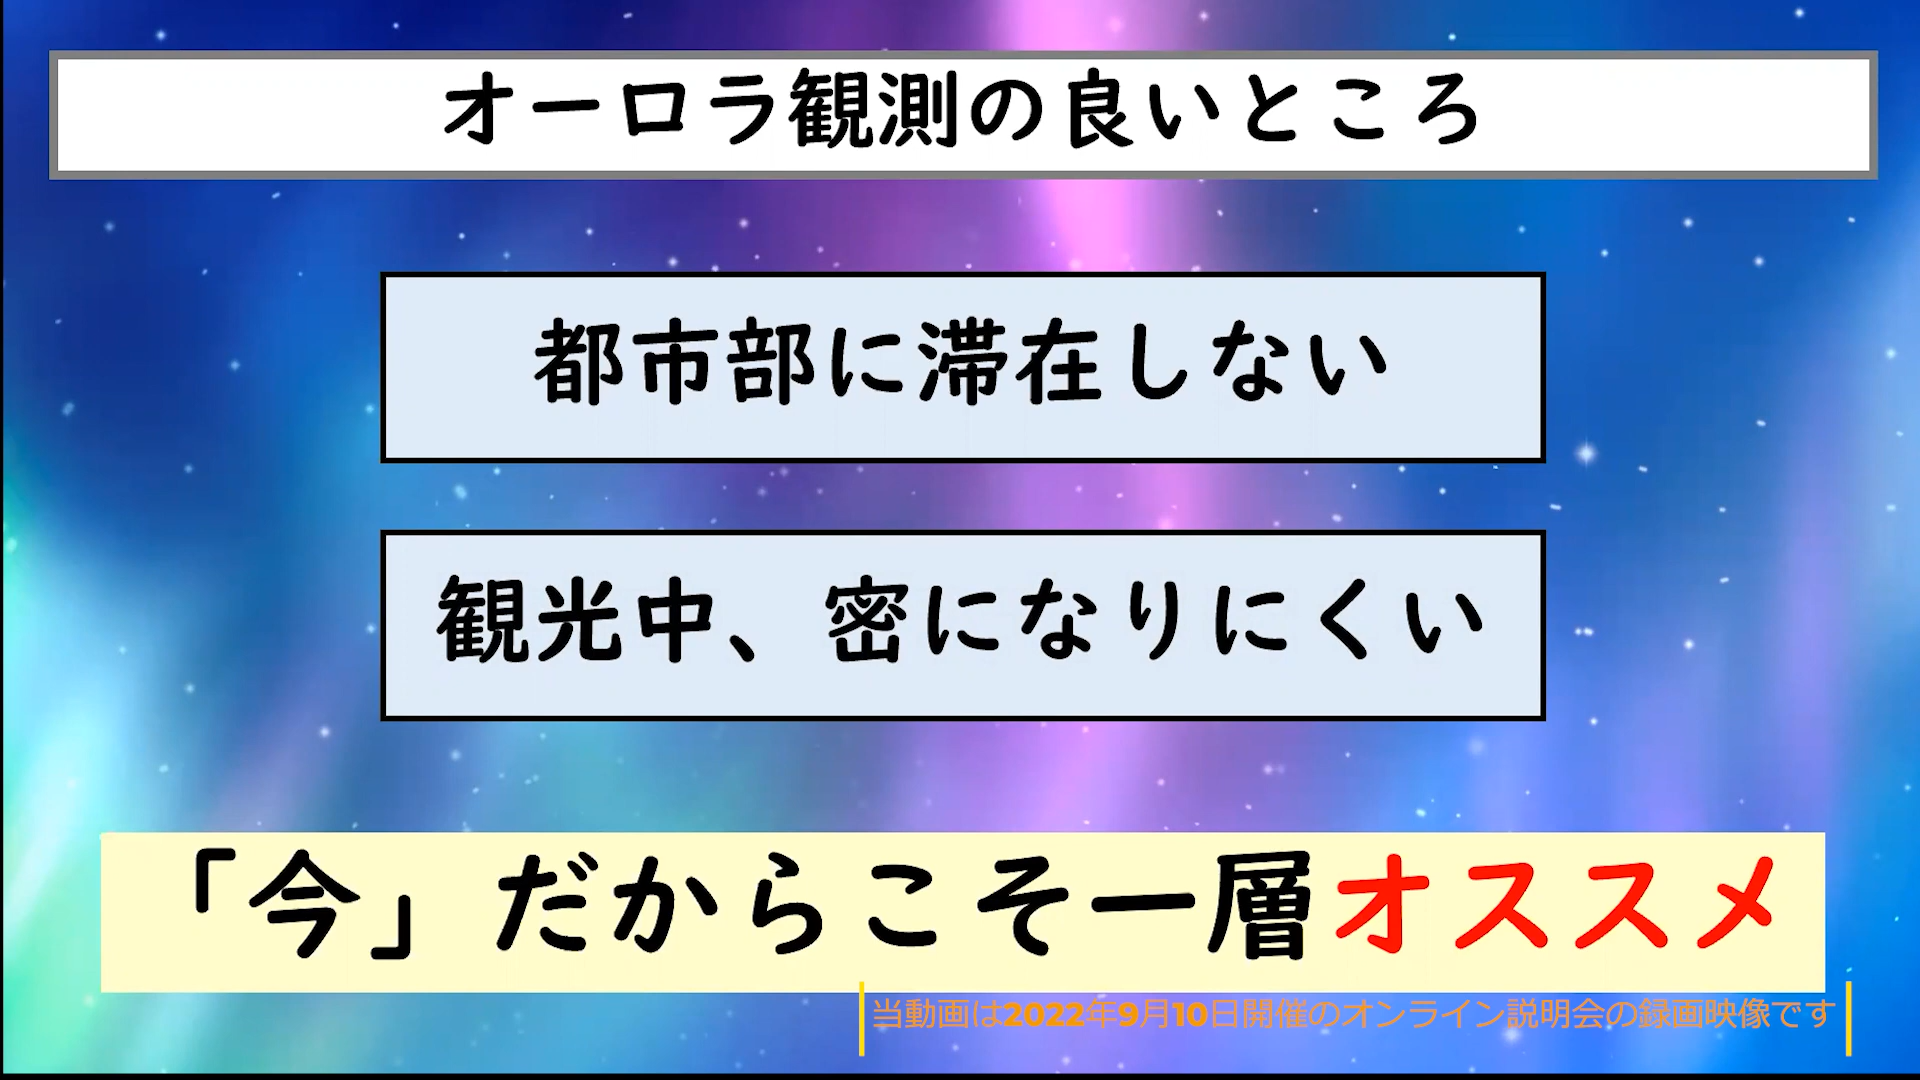 オーロラ観測の良いところ
都市部に滞在しない
観光中、密になりにくい
「今」だからこそ一層オススメ
当動画は2022年9月10日開催のオンライン説明会の録画映像です